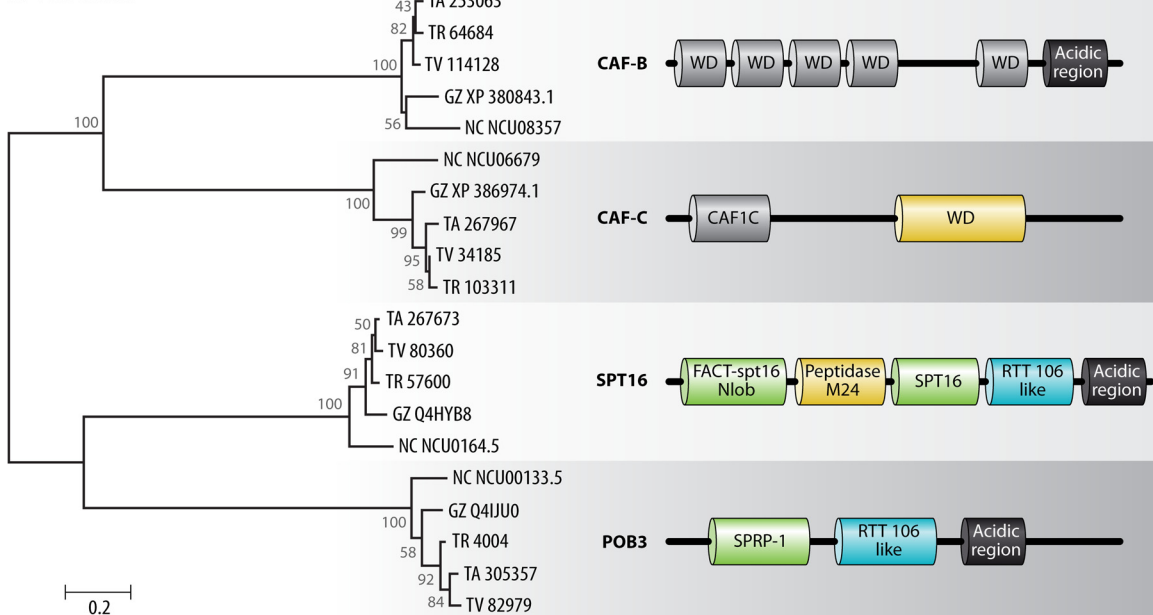 43
TA 253063
82
TR 64684
100
TV 114128
GZ XP 380843.1
56
NC NCU08357
CAF-B
WD
WD
WD
WD
WD
Acidic
region
100
NC NCU06679
GZ XP 386974.1
100
TA 267967
99
TV 34185
95
58
TR 103311
CAF-C
CAF1C
WD
50
TA 267673
81
TV 80360
91
TR 57600
100
GZ Q4HYB8
NC NCU0164.5
SPT16
FACT-spt16
Nlob
Peptidase
M24
SPT16
RTT 106
like
Acidic
region
NC NCU00133.5
GZ Q4IJU0
100
TR 4004
58
TA 305357
92
84
TV 82979
POB3
SPRP-1
RTT 106
like
Acidic
region
0.2